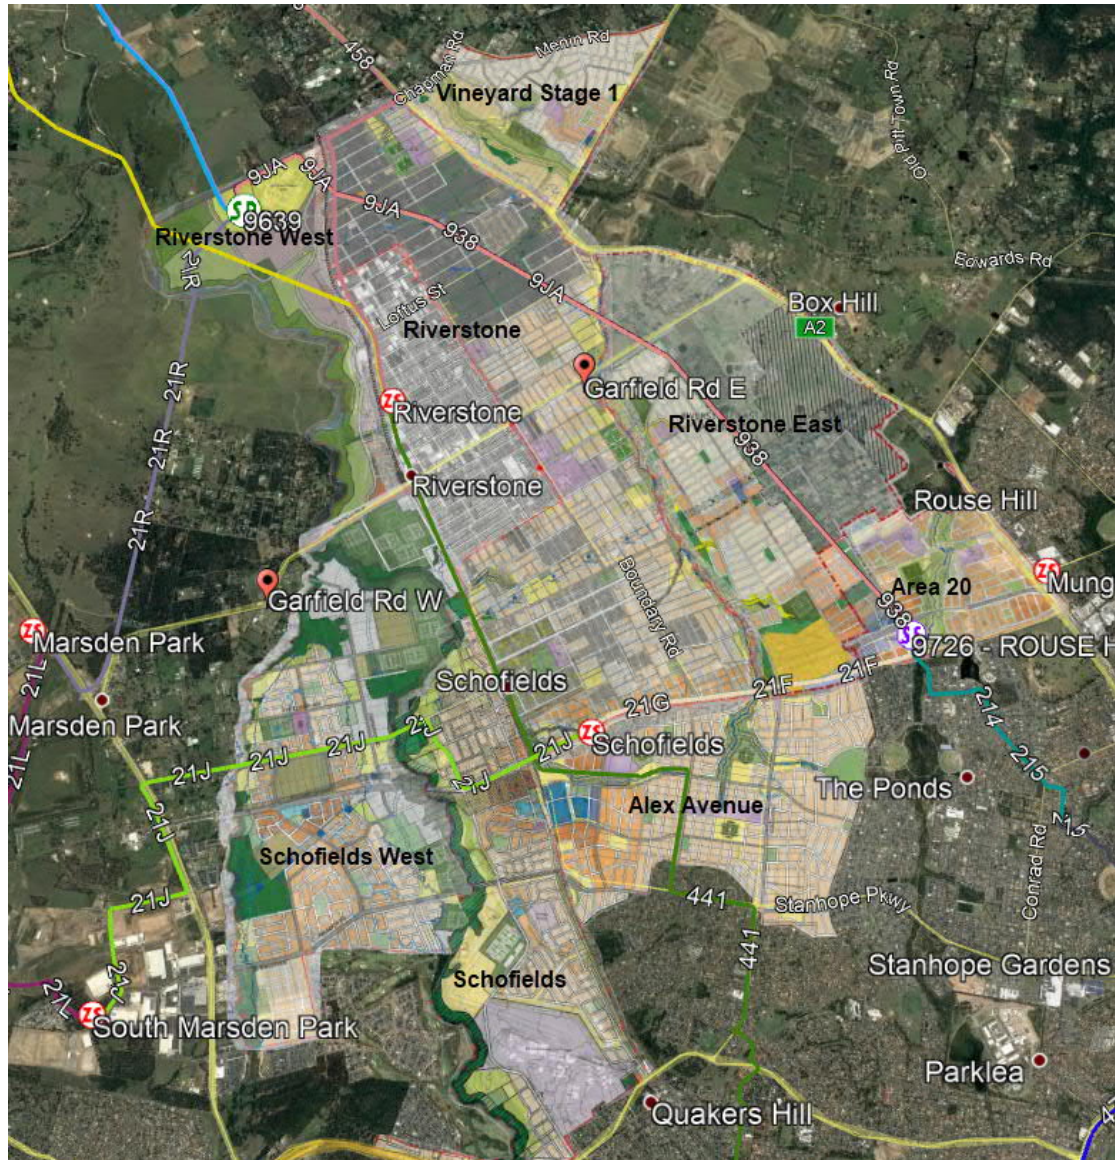 458
Chapman Rd
Menin Rd
Vineyard Stage 1
Old Pitt Town Rd
9JA
9JA
9JA
938
9JA
9639
Riverstone West
21R
Edwards Rd
Box Hill
A2
Loftus St
Riverstone
Garfield Rd E
Riverstone
Riverstone East
21R
938
21R
Riverstone
Rouse Hill
21R
Garfield Rd W
Boundary Rd
Area 20
Mung
938
Marsden Park
9726 - ROUSE H
21L
Schofields
21F
21F
21G
214
Marsden Park
Schofields
21J
21J
21J
21J
21J
21J
21L
215
The Ponds
Alex Avenue
21J
215
Schofields West
Conrad Rd
21J
441
Stanhope Pkwy
441
Schofields
Stanhope Gardens
21J
21L
South Marsden Park
Parklea
Quakers Hill